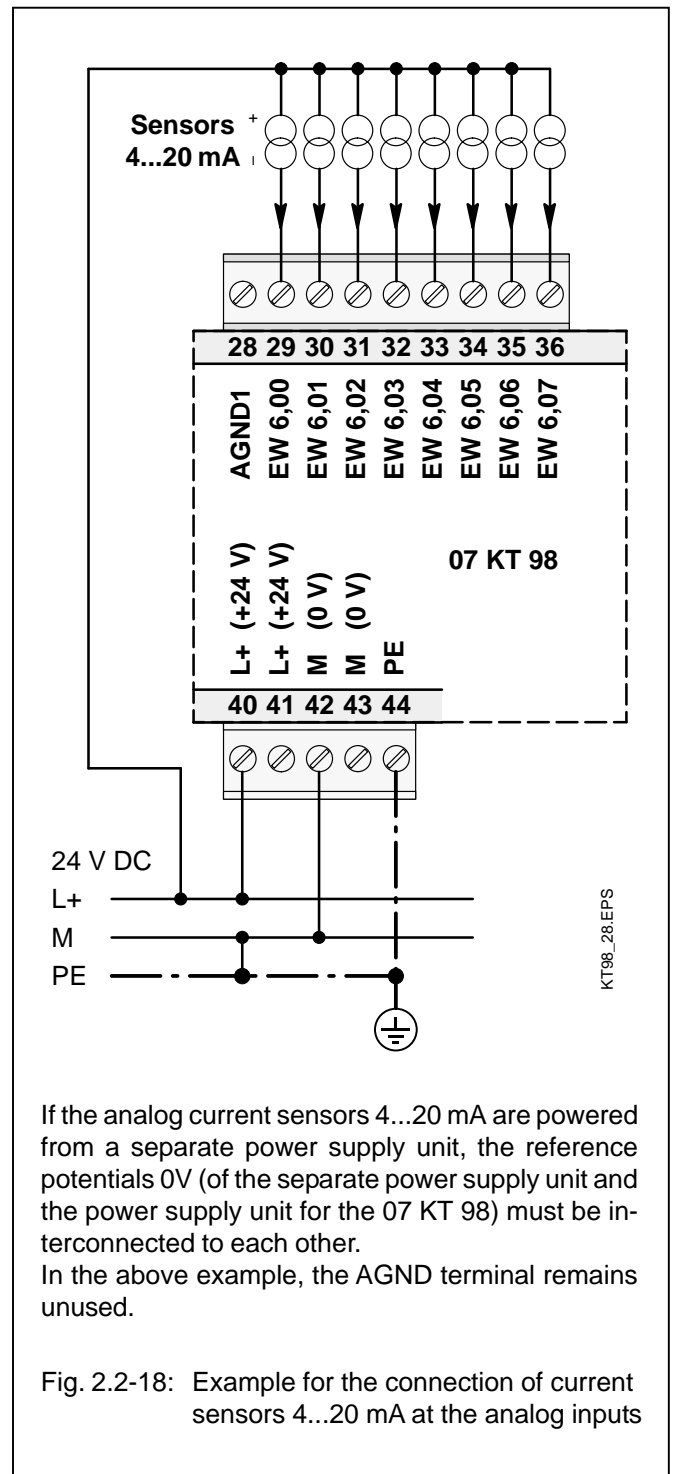 Sensors +
4...20 mA I
28 29 30 31 32 33 34 35 36
AGND1
EW 6,00
EW 6,01
EW 6,02
EW 6,03
EW 6,04
EW 6,05
EW 6,06
EW 6,07
07 KT 98
L+ (+24 V)
L+ (+24 V)
M (0 V)
M (0 V)
PE
40 41 42 43 44
24 V DC
L+
M
PE
KT98_28.EPS
If the analog current sensors 4...20 mA are powered
from a separate power supply unit, the reference
potentials 0V (of the separate power supply unit and
the power supply unit for the 07 KT 98) must be in-
terconnected to each other.
In the above example, the AGND terminal remains
unused.
Fig. 2.2-18: Example for the connection of current
sensors 4...20 mA at the analog inputs